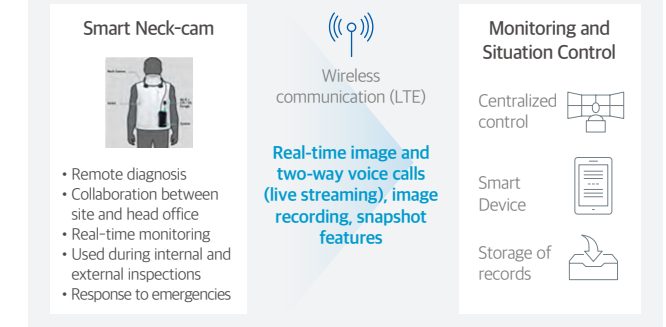 Smart Neck-cam
• Remote diagnosis
• Collaboration between
site and head office
• Real-time monitoring
• Used during internal and
external inspections
• Response to emergencies
Wireless
communication (LTE)
Real-time image and
two-way voice calls
(live streaming), image
recording, snapshot
features
Monitoring and
Situation Control
Centralized
control
Smart
Device
Storage of
records